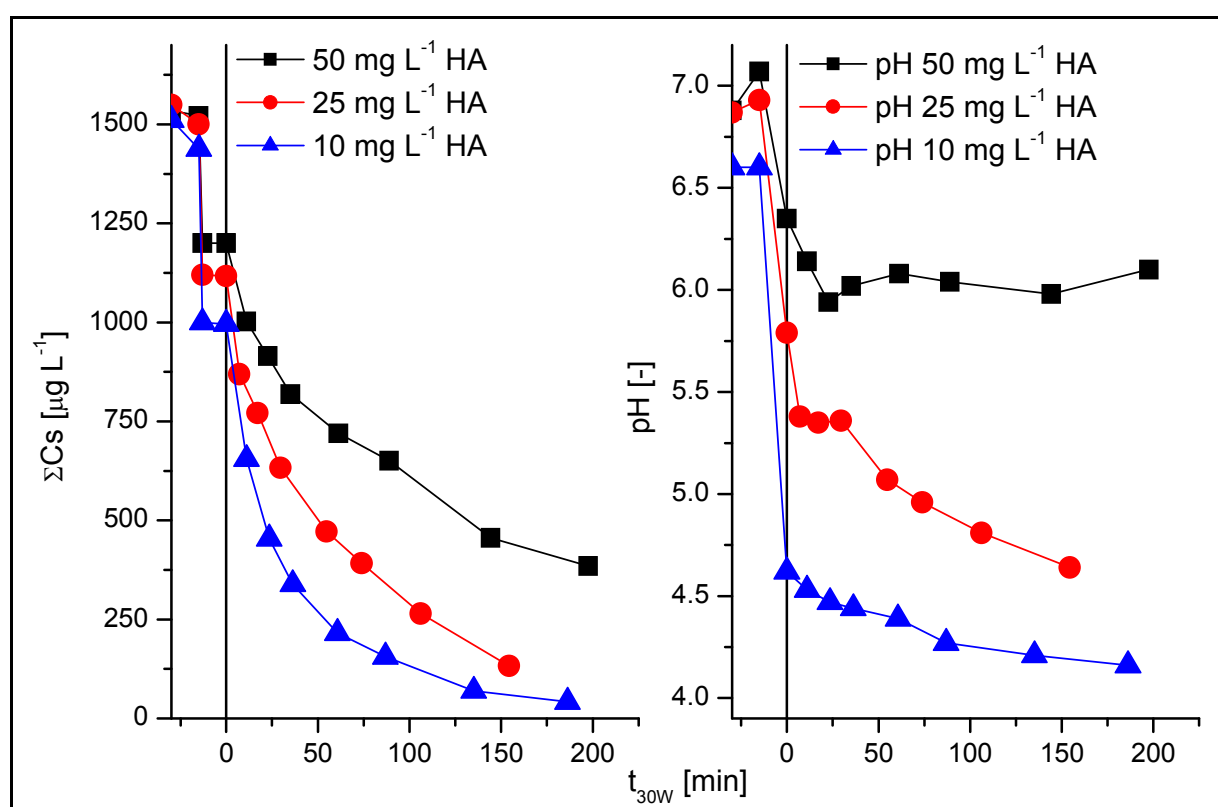 50 mg L⁻¹ HA
25 mg L⁻¹ HA
10 mg L⁻¹ HA
1500
1250
1000
750
500
250
0
ΣCs [µg L⁻¹]
0 50 100 150 200
pH 50 mg L⁻¹ HA
pH 25 mg L⁻¹ HA
pH 10 mg L⁻¹ HA
7.0
6.5
6.0
5.5
5.0
4.5
4.0
pH [-]
0 50 100 150 200
t₃₀W [min]